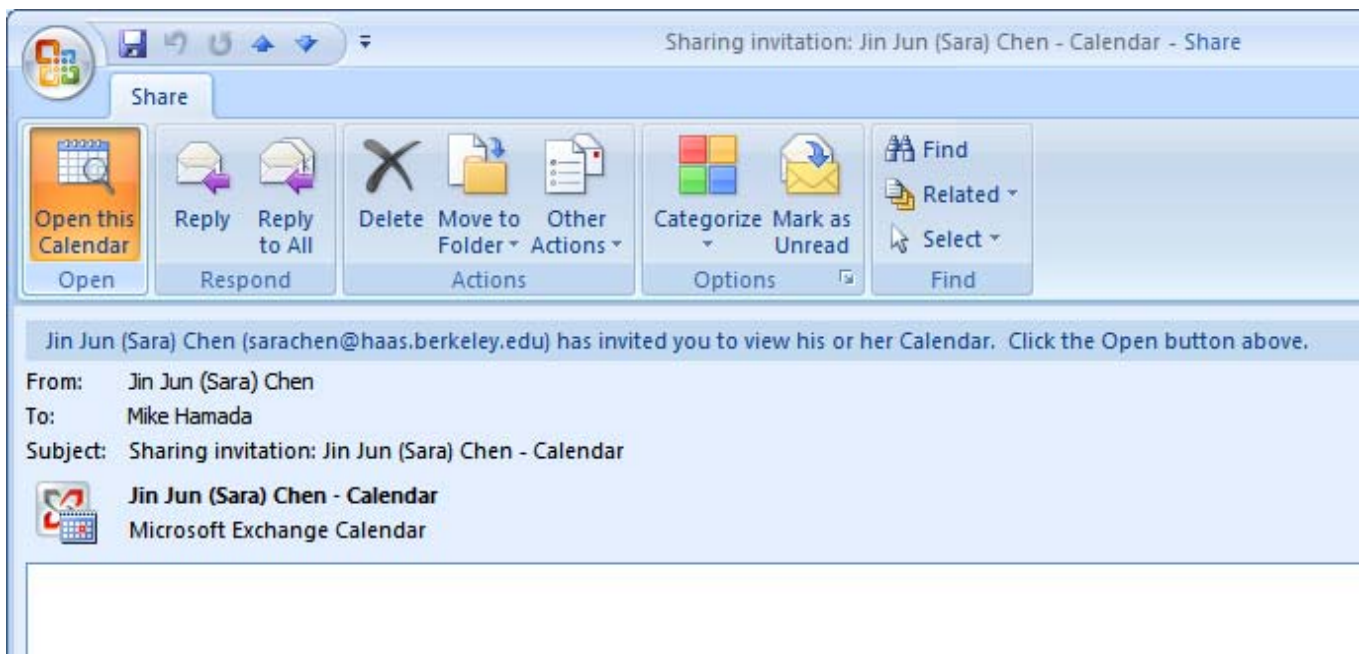 Sharing invitation: Jin Jun (Sara) Chen - Calendar - Share
Share
Open this
Calendar
Open
Reply
Reply
to All
Respond
Delete
Move to
Folder
Other
Actions
Actions
Categorize
Mark as
Unread
Options
Find
Related
Select
Find
Jin Jun (Sara) Chen (sarachen@haas.berkeley.edu) has invited you to view his or her Calendar. Click the Open button above.
From: Jin Jun (Sara) Chen
To: Mike Hamada
Subject: Sharing invitation: Jin Jun (Sara) Chen - Calendar
Jin Jun (Sara) Chen - Calendar
Microsoft Exchange Calendar